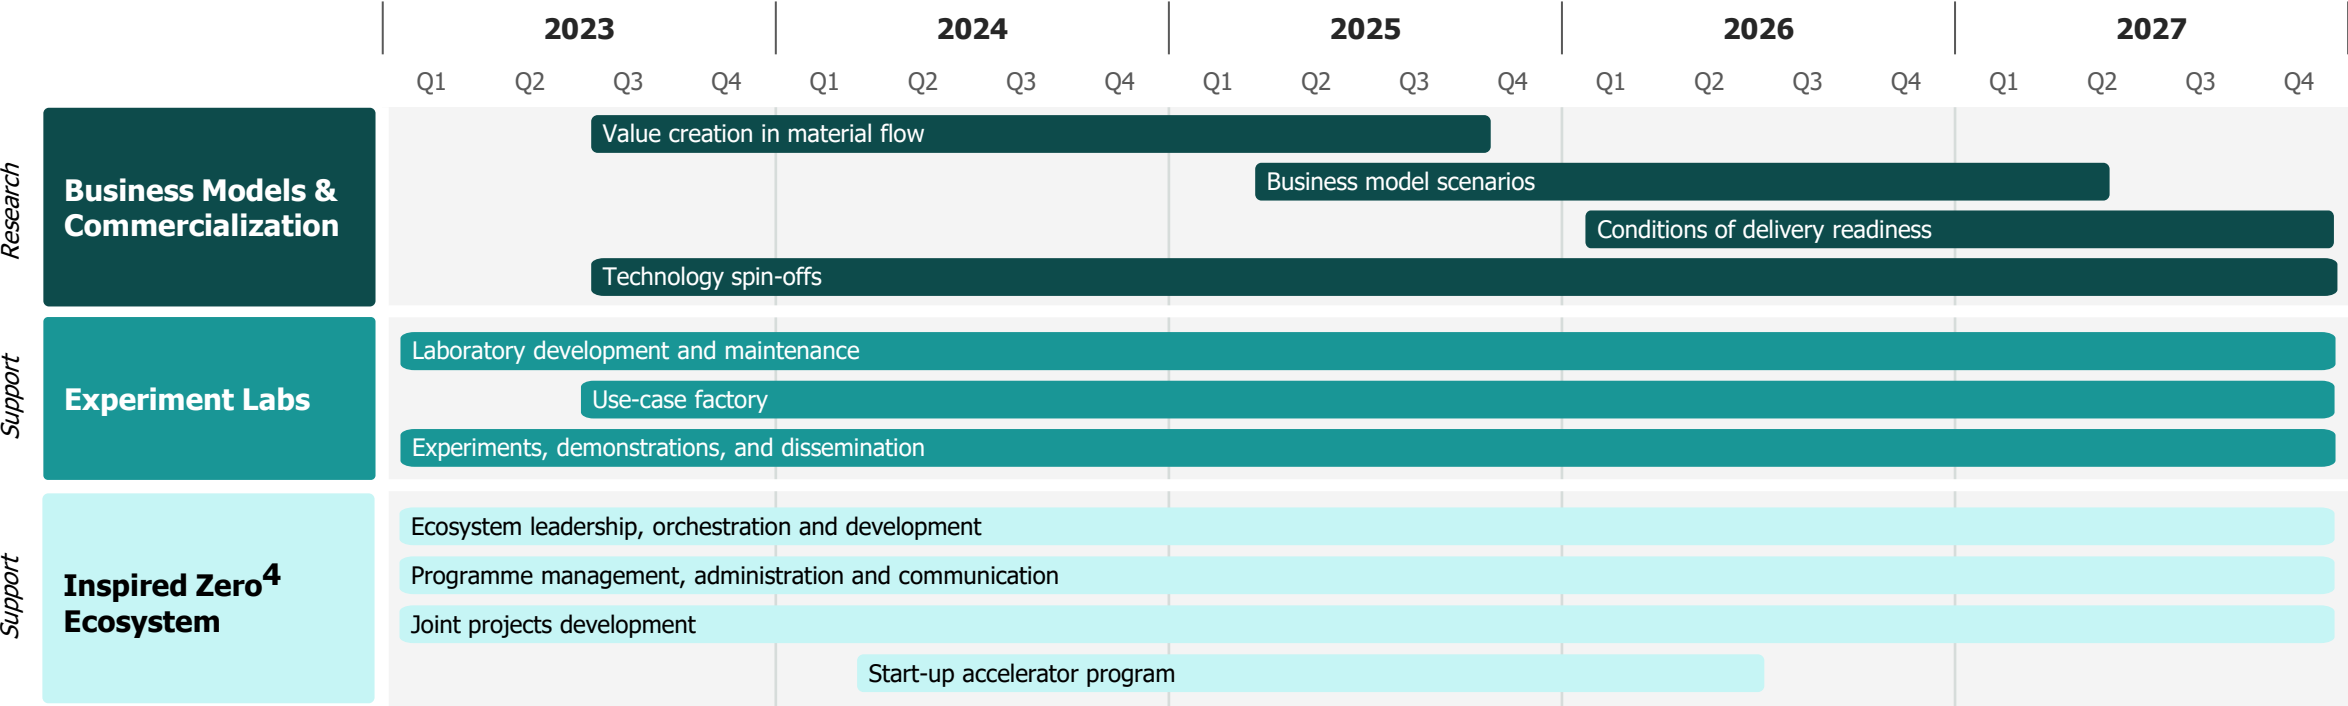 2023 2024 2025 2026 2027
Q1 Q2 Q3 Q4 Q1 Q2 Q3 Q4 Q1 Q2 Q3 Q4 Q1 Q2 Q3 Q4 Q1 Q2 Q3 Q4
Research
Business Models &
Commercialization
Value creation in material flow
Business model scenarios
Conditions of delivery readiness
Technology spin-offs
Support
Experiment Labs
Laboratory development and maintenance
Use-case factory
Experiments, demonstrations, and dissemination
Support
Inspired Zero⁴
Ecosystem
Ecosystem leadership, orchestration and development
Programme management, administration and communication
Joint projects development
Start-up accelerator program